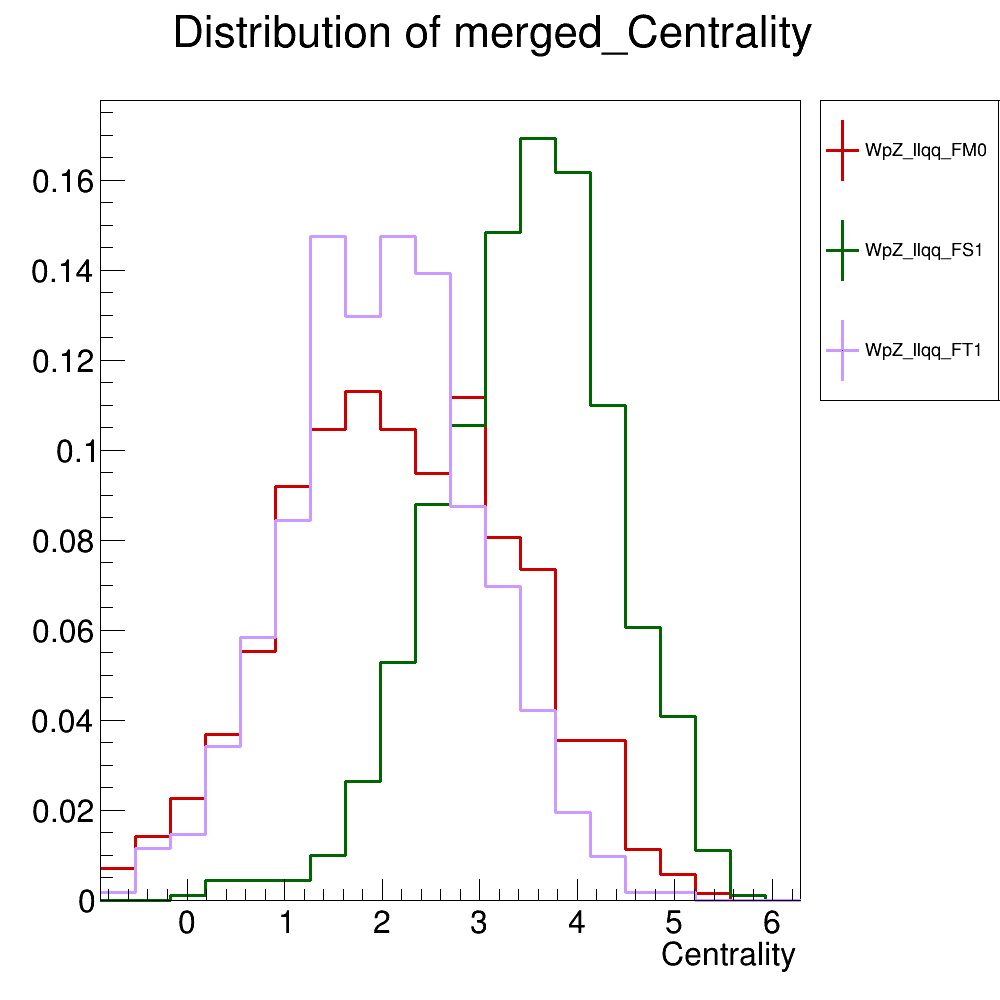 Distribution of merged_Centrality
WpZ_llqq_FM0
WpZ_llqq_FS1
WpZ_llqq_FT1
0.16
0.14
0.12
0.1
0.08
0.06
0.04
0.02
0
0 1 2 3 4 5 6
Centrality